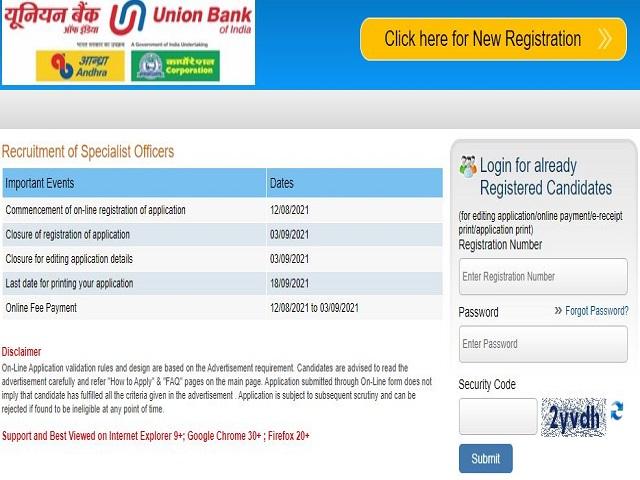 यूनियन बैंक
ऑफ इंडिया
Union Bank
of India
भारत सरकार का उपक्रम A Government of India Undertaking
आन्ध्रा
Andhra
कार्पोरेशन
Corporation
Click here for New Registration
Recruitment of Specialist Officers
Important Events Dates
Commencement of on-line registration of application 12/08/2021
Closure of registration of application 03/09/2021
Closure for editing application details 03/09/2021
Last date for printing your application 18/09/2021
Online Fee Payment 12/08/2021 to 03/09/2021
Disclaimer
On-Line Application validation rules and design are based on the Advertisement requirement. Candidates are advised to read the
advertisement carefully and refer "How to Apply" & "FAQ" pages on the main page. Application submitted through On-Line form does not
imply that candidate has fulfilled all the criteria given in the advertisement . Application is subject to subsequent scrutiny and can be
rejected if found to be ineligible at any point of time.
Support and Best Viewed on Internet Explorer 9+; Google Chrome 30+ ; Firefox 20+
Login for already
Registered Candidates
(for editing application/online payment/e-receipt
print/application print)
Registration Number
Enter Registration Number
Password » Forgot Password?
Enter Password
Security Code
2yvdh
Submit